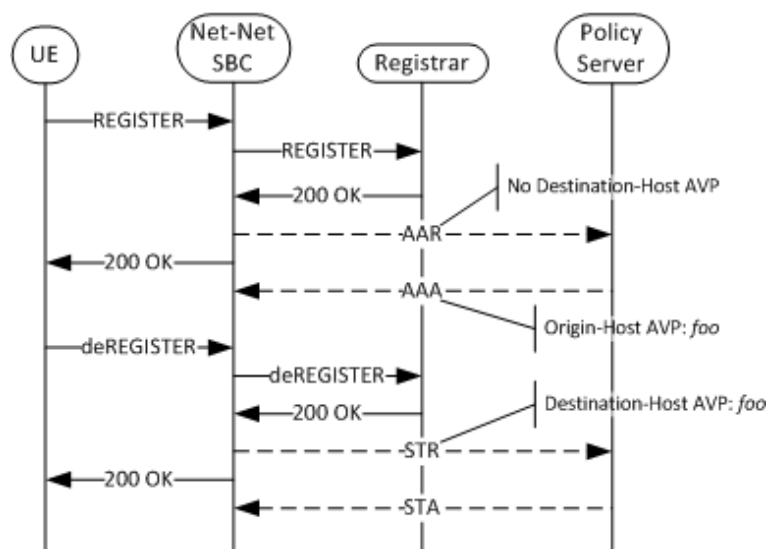 UE
Net-Net
SBC
Registrar
Policy
Server
REGISTER
REGISTER
No Destination-Host AVP
200 OK
AAR
200 OK
AAA
Origin-Host AVP: foo
deREGISTER
deREGISTER
Destination-Host AVP: foo
200 OK
STR
200 OK
STA